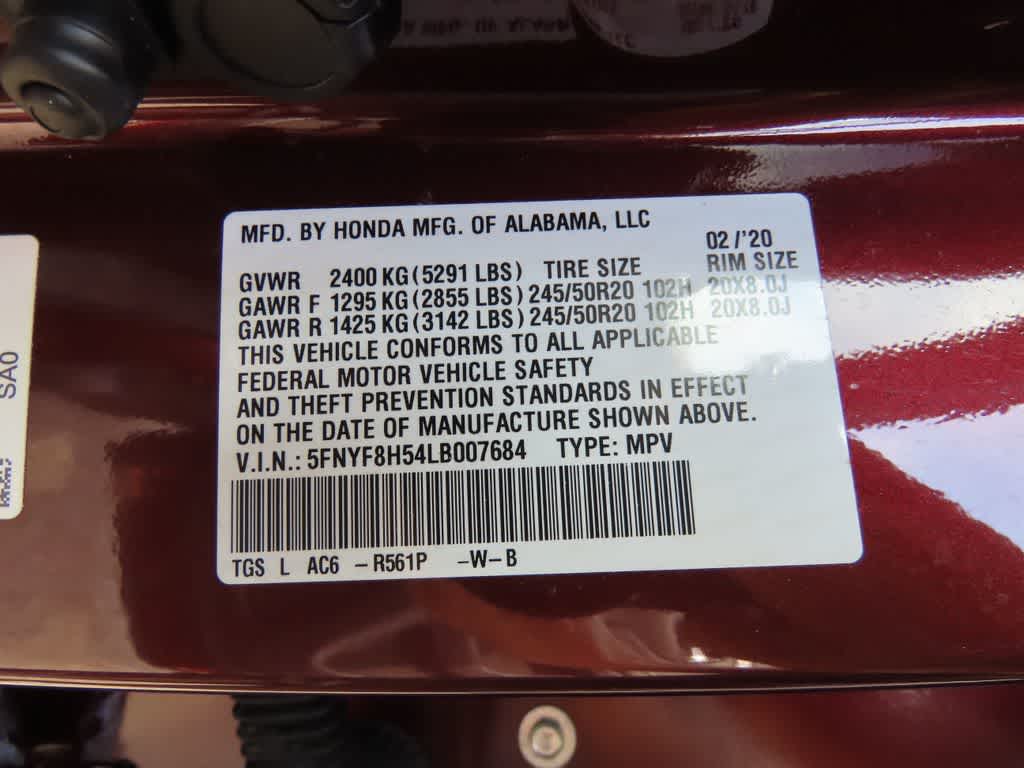 MFD. BY HONDA MFG. OF ALABAMA, LLC
02/'20
GVWR 2400 KG (5291 LBS) TIRE SIZE RIM SIZE
GAWR F 1295 KG (2855 LBS) 245/50R20 102H 20X8.0J
GAWR R 1425 KG (3142 LBS) 245/50R20 102H 20X8.0J
THIS VEHICLE CONFORMS TO ALL APPLICABLE
FEDERAL MOTOR VEHICLE SAFETY
AND THEFT PREVENTION STANDARDS IN EFFECT
ON THE DATE OF MANUFACTURE SHOWN ABOVE.
V.I.N.: 5FNYF8H54LB007684 TYPE: MPV
TGS L AC6 -R561P -W-B
SA0